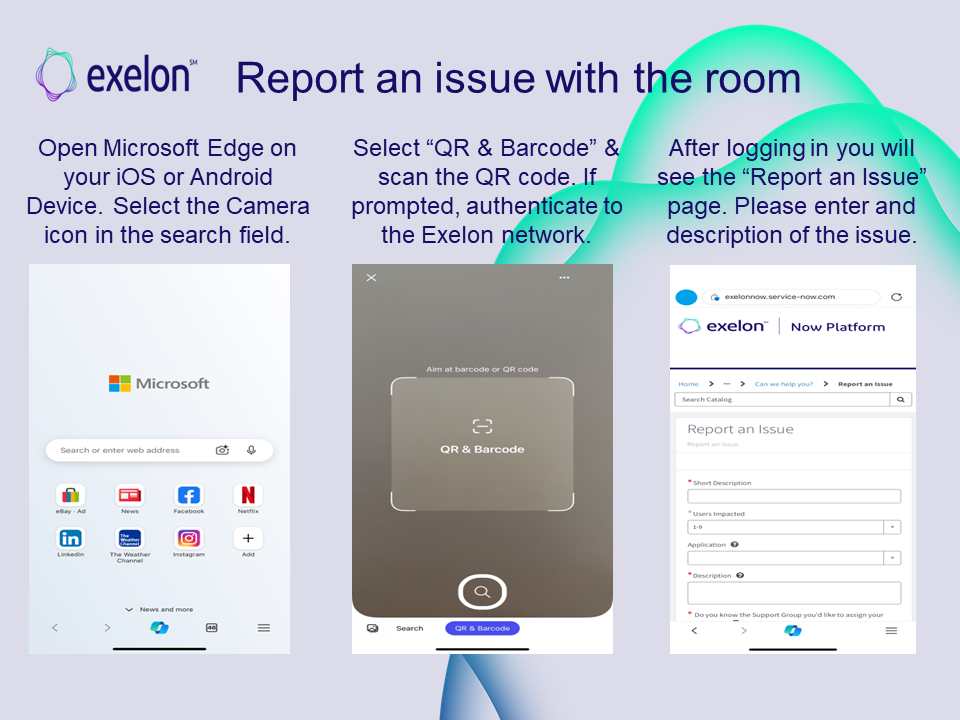 exelon℠
Report an issue with the room
Open Microsoft Edge on
your iOS or Android
Device. Select the Camera
icon in the search field.
Select “QR & Barcode” &
scan the QR code. If
prompted, authenticate to
the Exelon network.
After logging in you will
see the “Report an Issue”
page. Please enter and
description of the issue.
Microsoft
Search or enter web address
eBay · Ad
News
Facebook
Netflix
LinkedIn
The Weather
Channel
The Weather
Channel
Instagram
Add
News and more
46
Aim at barcode or QR code
QR & Barcode
Search
QR & Barcode
exelonnow.service-now.com
exelon℠ | Now Platform
Home > ··· > Can we help you? > Report an Issue
Search Catalog
Report an Issue
Report an Issue
* Short Description
* Users Impacted
1-9
Application
* Description
* Do you know the Support Group you'd like to assign your